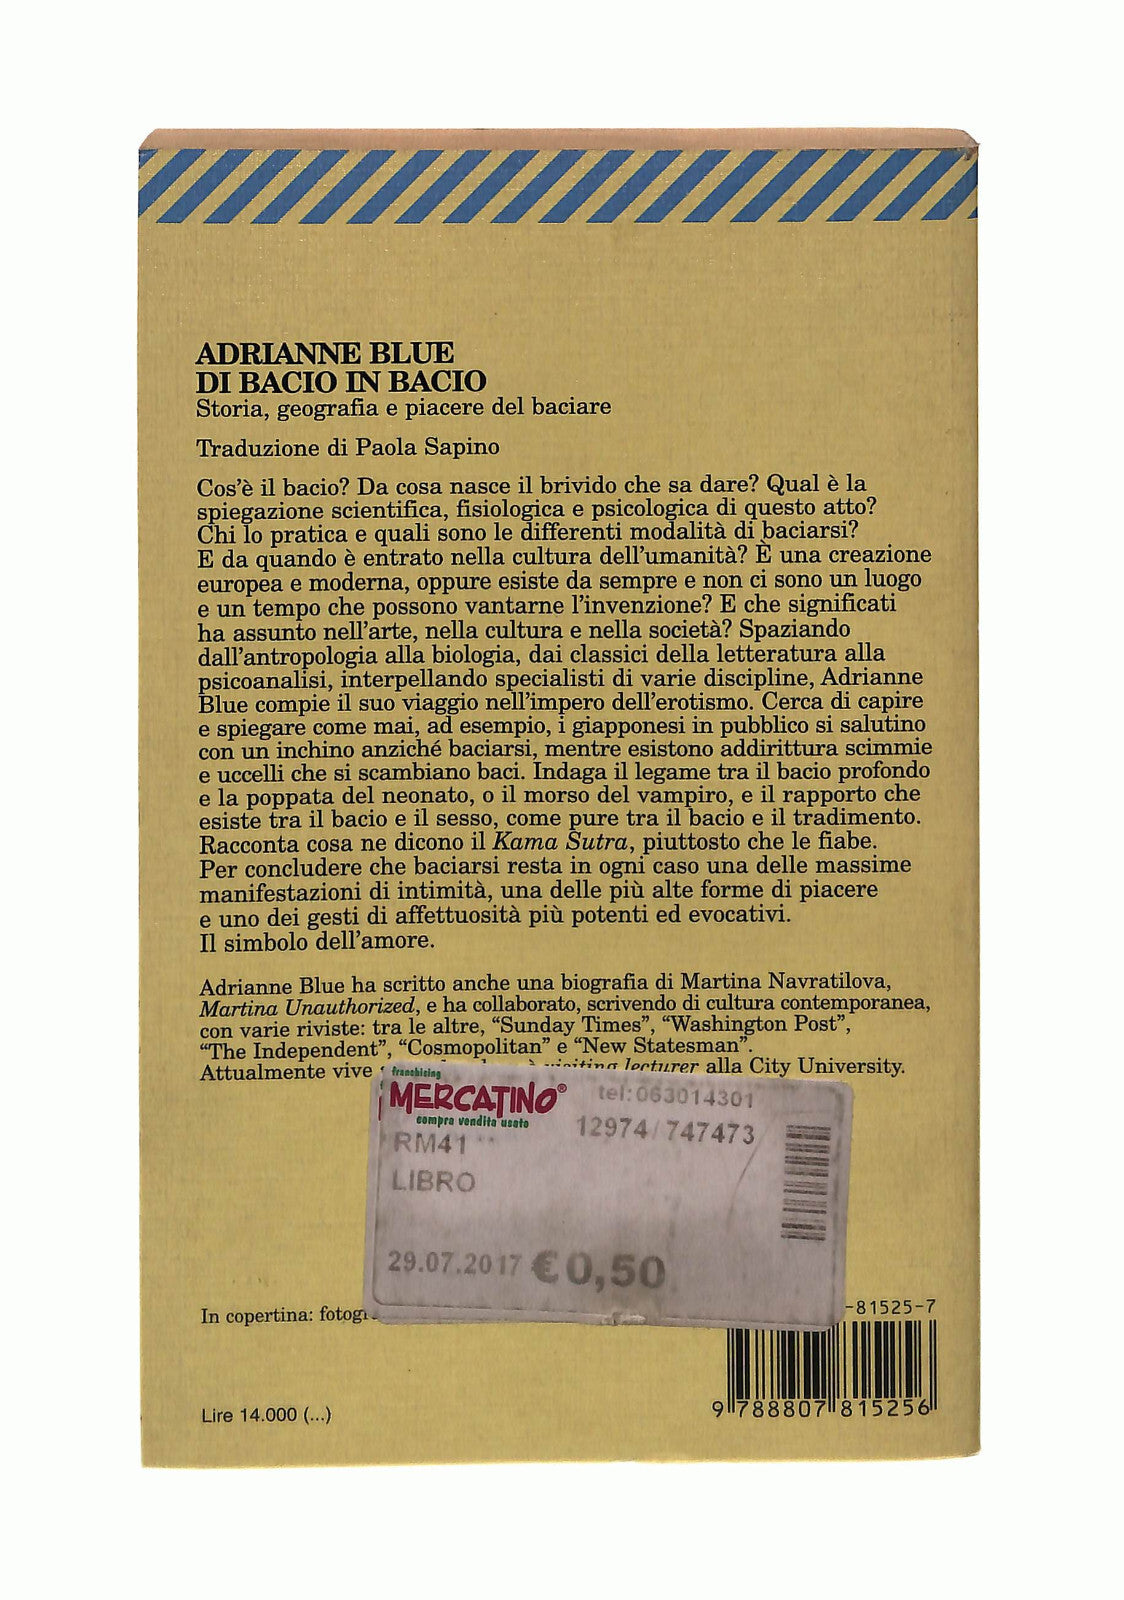 ADRIANNE BLUE
DI BACIO IN BACIO
Storia, geografia e piacere del baciare
Traduzione di Paola Sapino
Cos'è il bacio? Da cosa nasce il brivido che sa dare? Qual è la
spiegazione scientifica, fisiologica e psicologica di questo atto?
Chi lo pratica e quali sono le differenti modalità di baciarsi?
E da quando è entrato nella cultura dell'umanità? È una creazione
europea e moderna, oppure esiste da sempre e non ci sono un luogo
e un tempo che possono vantarne l'invenzione? E che significati
ha assunto nell'arte, nella cultura e nella società? Spaziando
dall'antropologia alla biologia, dai classici della letteratura alla
psicoanalisi, interpellando specialisti di varie discipline, Adrianne
Blue compie il suo viaggio nell'impero dell'erotismo. Cerca di capire
e spiegare come mai, ad esempio, i giapponesi in pubblico si salutino
con un inchino anziché baciarsi, mentre esistono addirittura scimmie
e uccelli che si scambiano baci. Indaga il legame tra il bacio profondo
e la poppata del neonato, o il morso del vampiro, e il rapporto che
esiste tra il bacio e il sesso, come pure tra il bacio e il tradimento.
Racconta cosa ne dicono il Kama Sutra, piuttosto che le fiabe.
Per concludere che baciarsi resta in ogni caso una delle massime
manifestazioni di intimità, una delle più alte forme di piacere
e uno dei gesti di affettuosità più potenti ed evocativi.
Il simbolo dell'amore.
Adrianne Blue ha scritto anche una biografia di Martina Navratilova,
Martina Unauthorized, e ha collaborato, scrivendo di cultura contemporanea,
con varie riviste: tra le altre, “Sunday Times”, “Washington Post”,
“The Independent”, “Cosmopolitan” e “New Statesman”.
Attualmente vive visiting lecturer alla City University.
franchising
MERCATINO®
compra vendita usato
tel:063014301
12974/747473
RM41 **
LIBRO
29.07.2017 €0,50
In copertina:
-81525-7
9 788807 815256
Lire 14.000 (...)